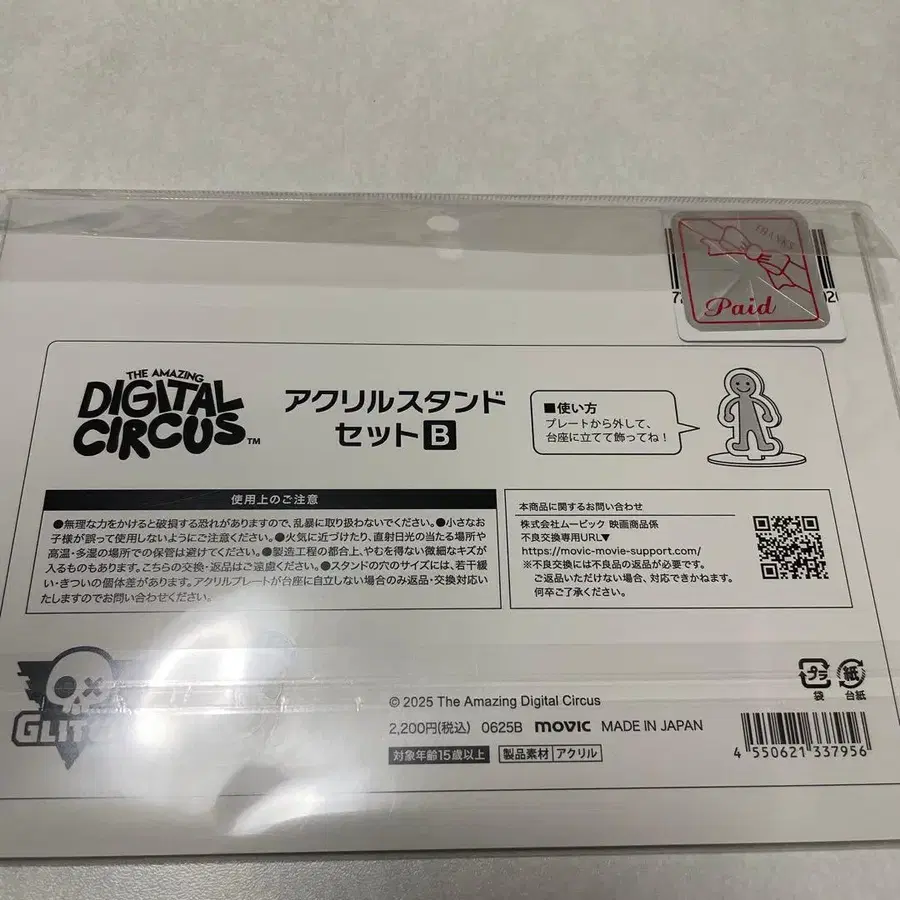 THANKS
Paid
THE AMAZING
DIGITAL
CIRCUS™
アクリルスタンド
セットB
■使い方
プレートから外して、
台座に立てて飾ってね！
使用上のご注意
●無理な力をかけると破損する恐れがありますので、乱暴に取り扱わないでください。●小さなお
子様が誤って使用しないようにご注意ください。●火気に近づけたり、直射日光の当たる場所や
高温・多湿の場所での保管は避けてください。●製造工程の都合上、やむを得ない微細なキズが
入るものもあります。こちらの交換・返品はご遠慮ください。●スタンドの穴のサイズには、若干緩
い・きついの個体差があります。アクリルプレートが台座に自立しない場合のみ返品・交換対応い
たしますのでお問い合わせください。
本商品に関するお問い合わせ
株式会社ムービック 映画商品係
不良交換専用URL▼
https://movic-movie-support.com/
※不良交換には不良品の返品が必要です。
ご返品いただけない場合、対応できかねます。
何卒ご了承ください。
プラ
袋
紙
台紙
© 2025 The Amazing Digital Circus
2,200円(税込) 0625B movic MADE IN JAPAN
対象年齢15歳以上 製品素材 アクリル
4 550621 337956